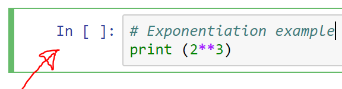 In [ ]: # Exponentiation example
print (2**3)